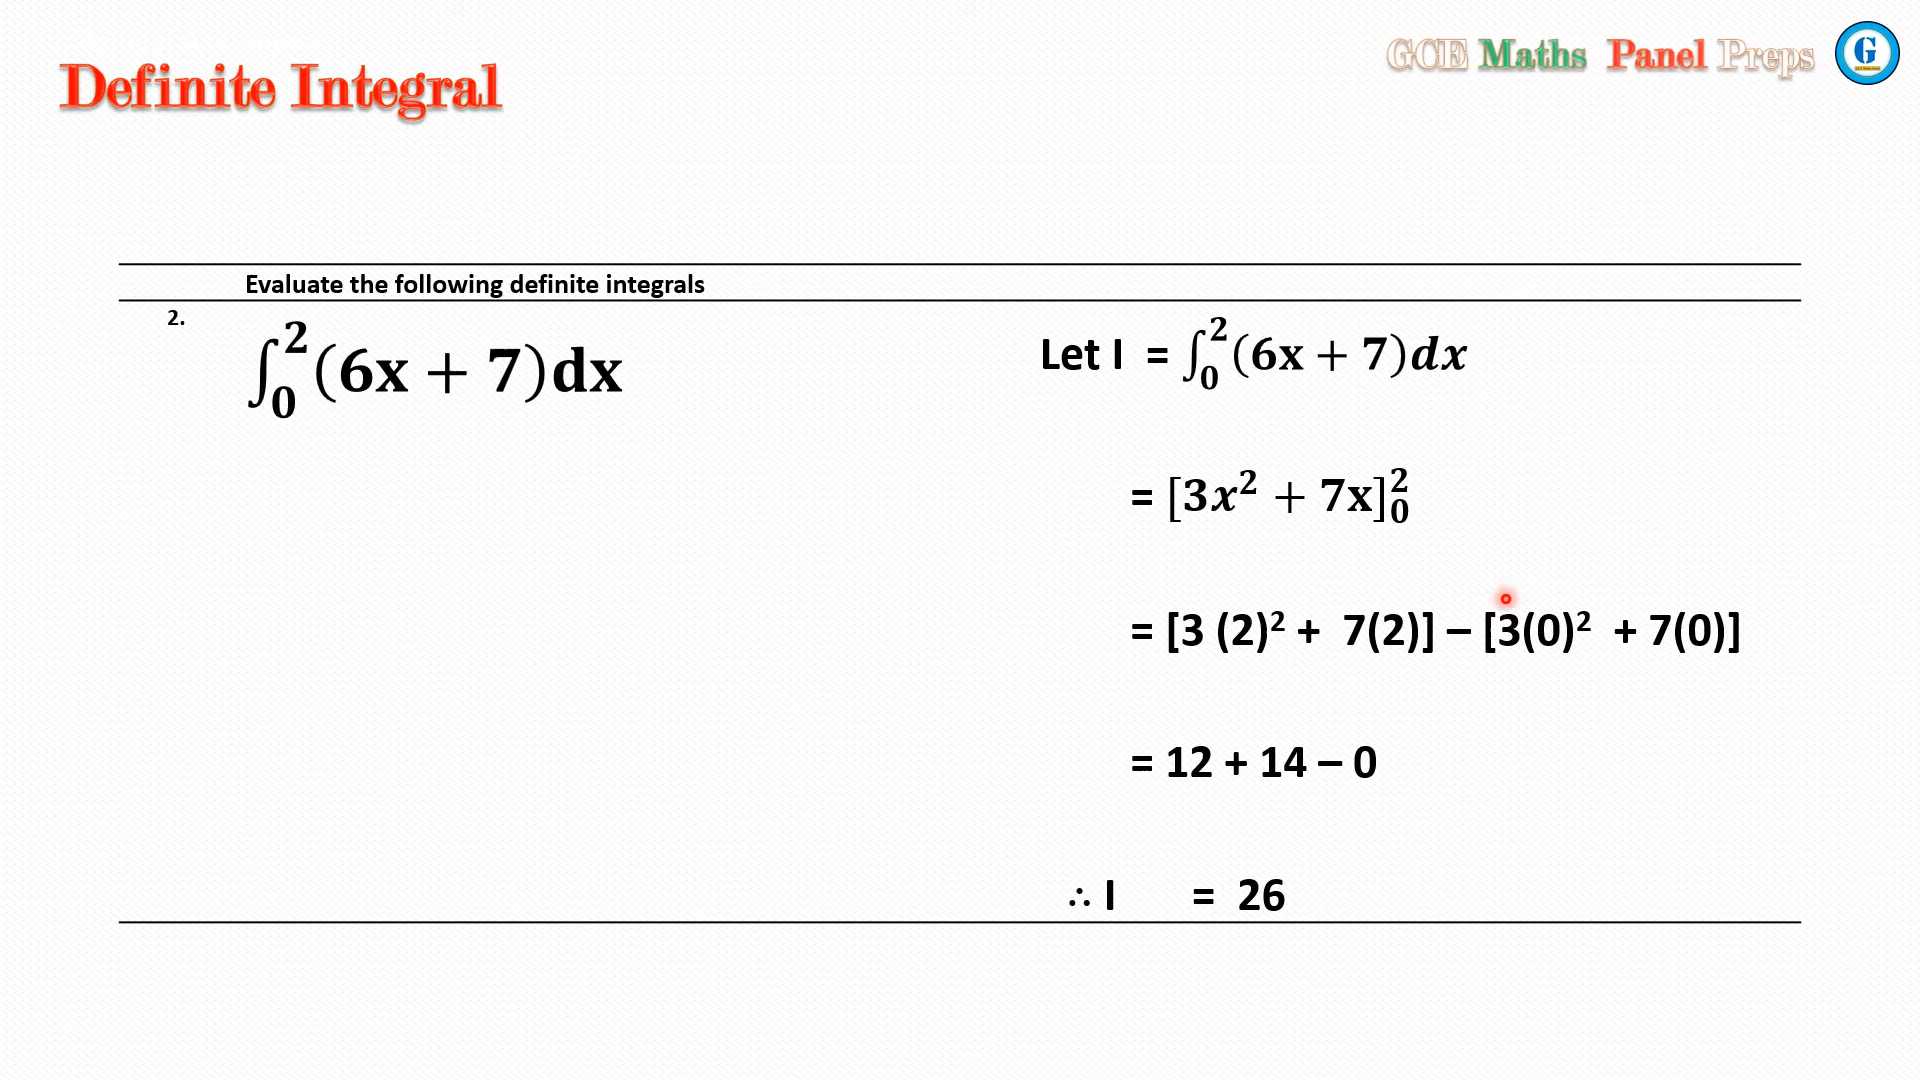 Definite Integral
GCE Maths Panel Preps
G
Evaluate the following definite integrals
2.
∫₀²(6x + 7)dx
Let I = ∫₀²(6x + 7)dx
= [3x² + 7x]₀²
= [3 (2)² + 7(2)] – [3(0)² + 7(0)]
= 12 + 14 – 0
∴ I = 26